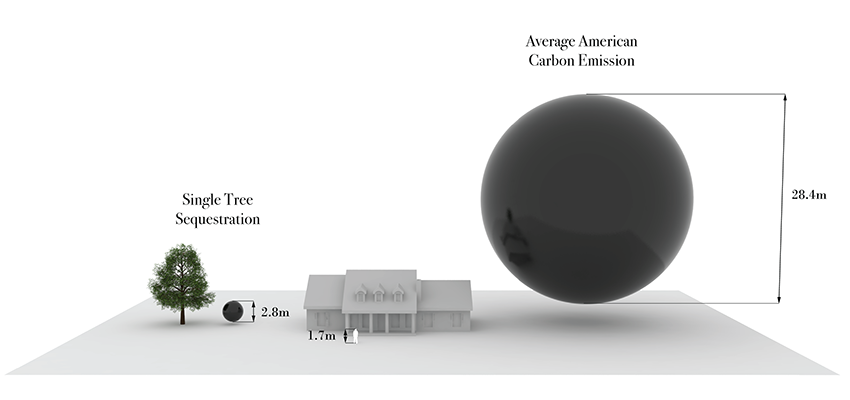 Average American
Carbon Emission
28.4m
Single Tree
Sequestration
2.8m
1.7m